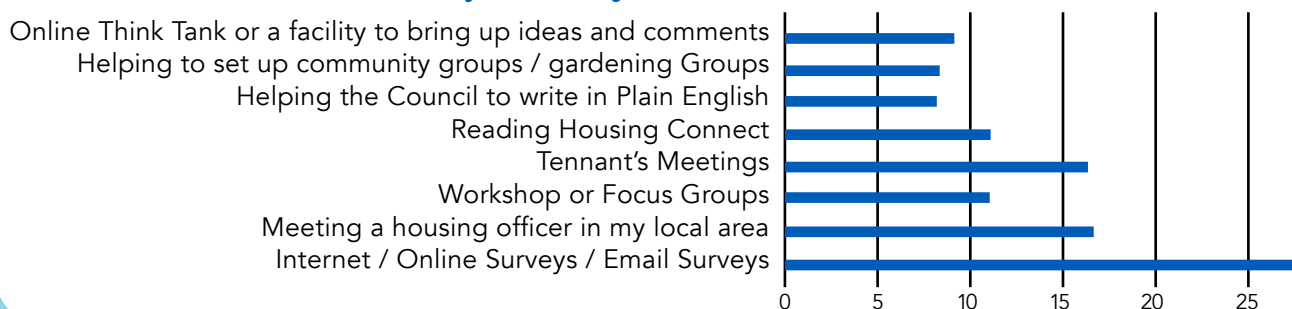 Online Think Tank or a facility to bring up ideas and comments
Helping to set up community groups / gardening Groups
Helping the Council to write in Plain English
Reading Housing Connect
Tennant’s Meetings
Workshop or Focus Groups
Meeting a housing officer in my local area
Internet / Online Surveys / Email Surveys
0 5 10 15 20 25